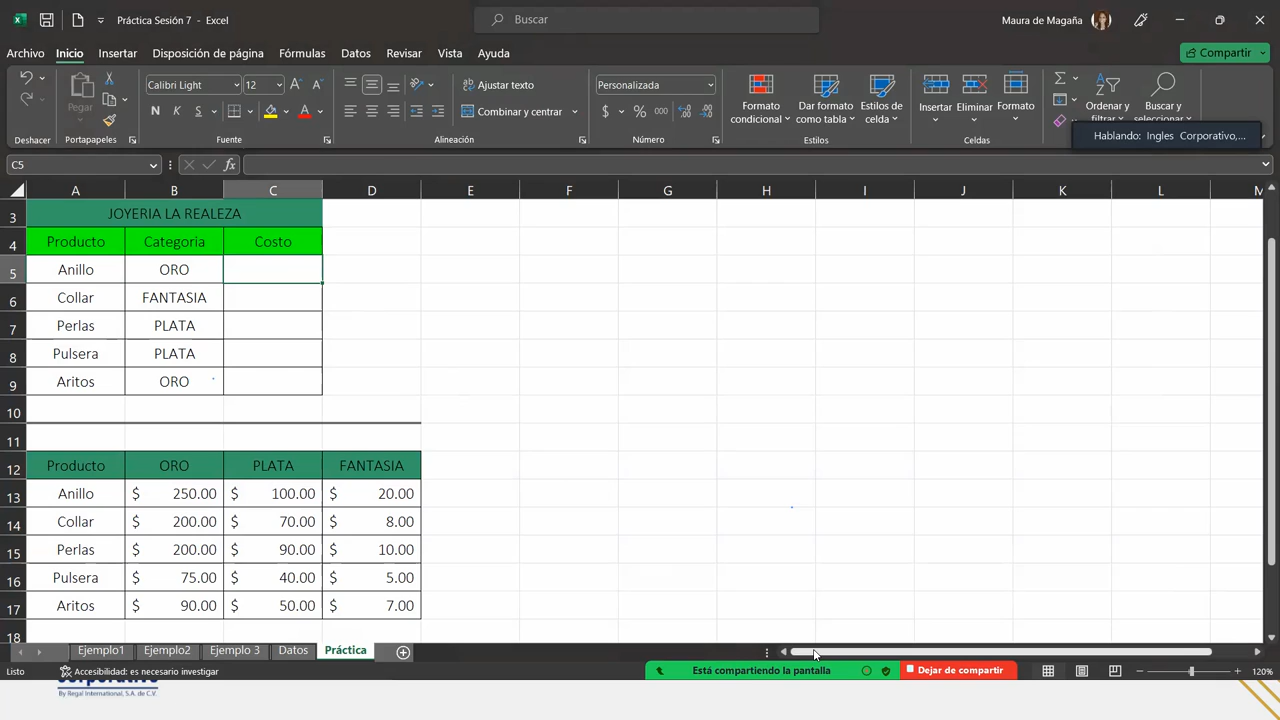 Práctica Sesión 7 - Excel
Buscar
Maura de Magaña
Archivo Inicio Insertar Disposición de página Fórmulas Datos Revisar Vista Ayuda
Compartir
Pegar
Calibri Light 12
N K S
Ajustar texto
Combinar y centrar
Personalizada
$ % 000
Formato condicional
Dar formato como tabla
Estilos de celda
Insertar Eliminar Formato
Ordenar y filtrar
Buscar y
Deshacer Portapapeles Fuente Alineación Número Estilos Celdas
Hablando: Ingles Corporativo,...
C5 fx
A B C D E F G H I J K L M
3 JOYERIA LA REALEZA
4 Producto Categoria Costo
5 Anillo ORO
6 Collar FANTASIA
7 Perlas PLATA
8 Pulsera PLATA
9 Aritos ORO
10
11
12 Producto ORO PLATA FANTASIA
13 Anillo $ 250.00 $ 100.00 $ 20.00
14 Collar $ 200.00 $ 70.00 $ 8.00
15 Perlas $ 200.00 $ 90.00 $ 10.00
16 Pulsera $ 75.00 $ 40.00 $ 5.00
17 Aritos $ 90.00 $ 50.00 $ 7.00
18
Ejemplo1 Ejemplo2 Ejemplo 3 Datos Práctica
Listo Accesibilidad: es necesario investigar Está compartiendo la pantalla Dejar de compartir 120%
By Regal International, S.A. de C.V.